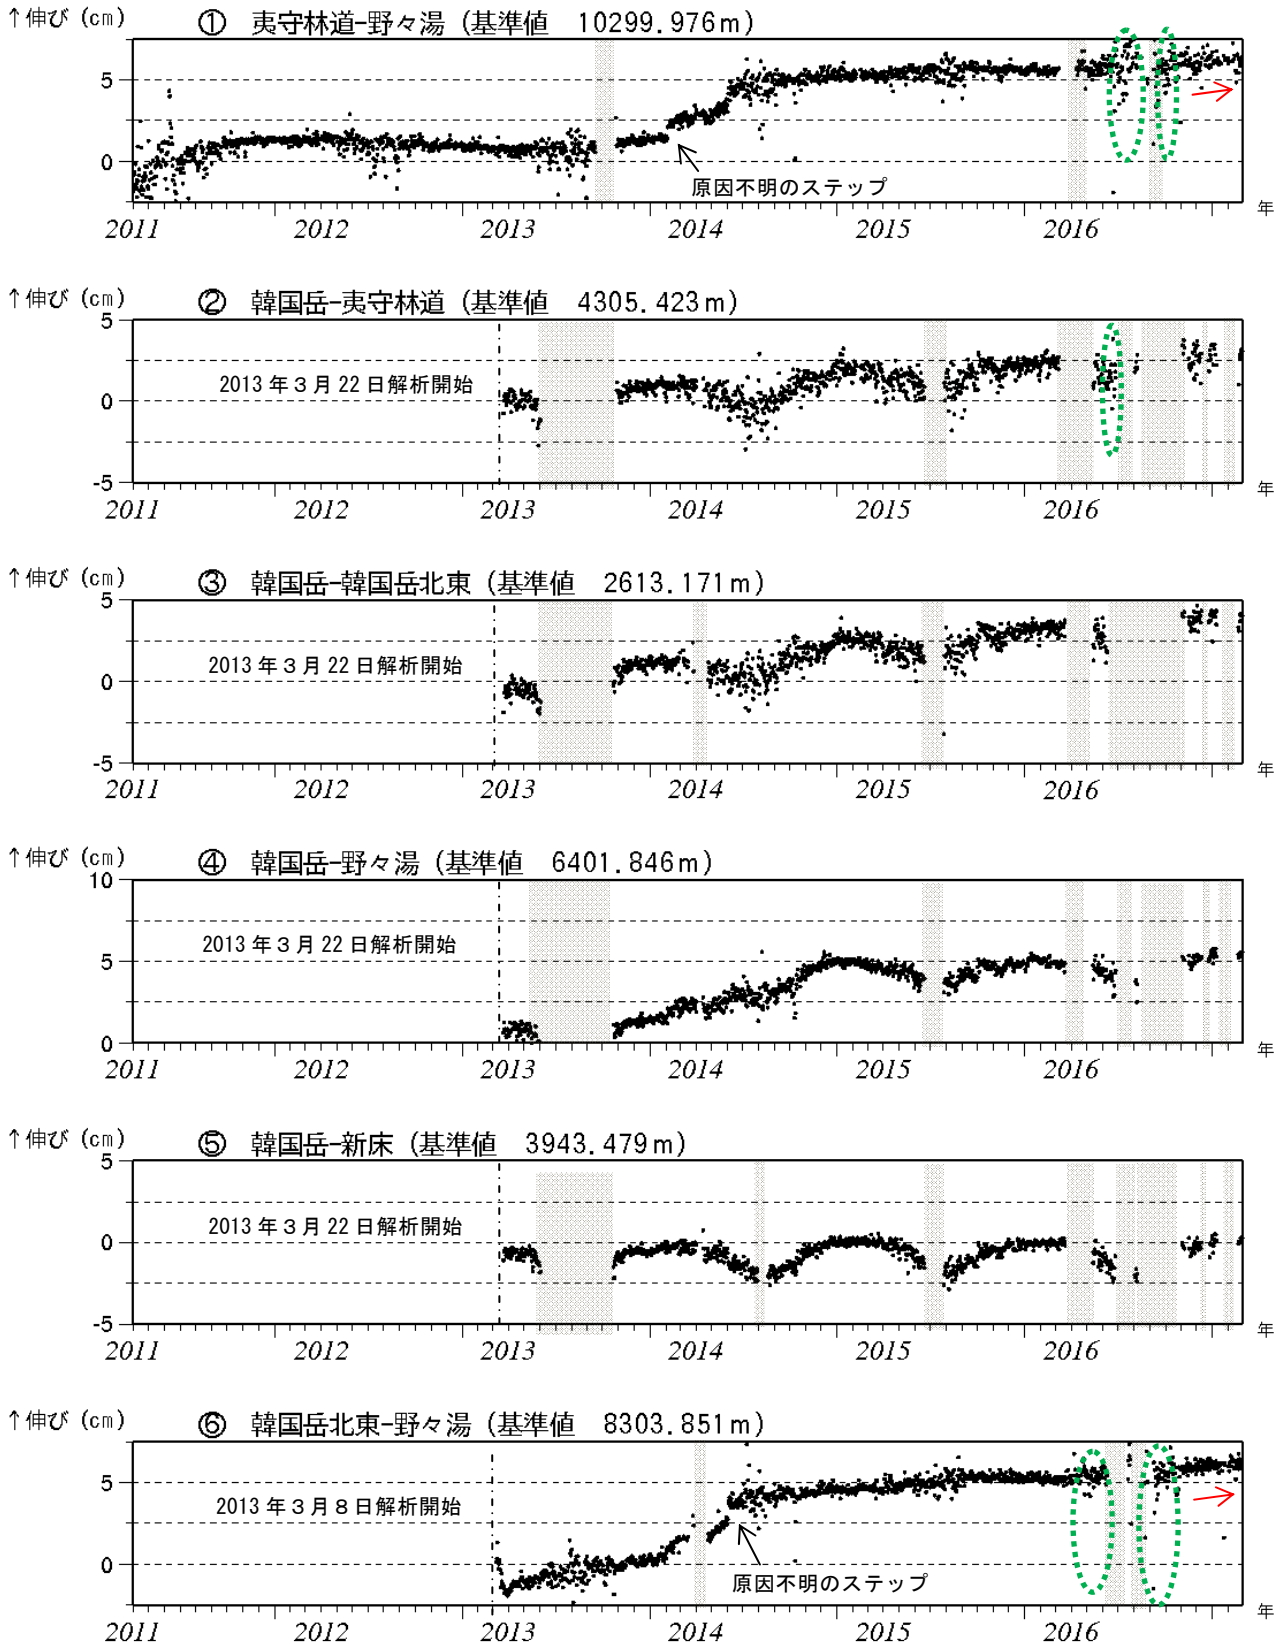 ↑伸び (cm) ① 夷守林道-野々湯 (基準値 10299.976m)
5
0
原因不明のステップ
2011 2012 2013 2014 2015 2016 年
↑伸び (cm) ② 韓国岳-夷守林道 (基準値 4305.423m)
5
2013年3月22日解析開始
0
-5
2011 2012 2013 2014 2015 2016 年
↑伸び (cm) ③ 韓国岳-韓国岳北東 (基準値 2613.171m)
5
2013年3月22日解析開始
0
-5
2011 2012 2013 2014 2015 2016 年
↑伸び (cm) ④ 韓国岳-野々湯 (基準値 6401.846m)
10
2013年3月22日解析開始
5
0
2011 2012 2013 2014 2015 2016 年
↑伸び (cm) ⑤ 韓国岳-新床 (基準値 3943.479m)
5
2013年3月22日解析開始
0
-5
2011 2012 2013 2014 2015 2016 年
↑伸び (cm) ⑥ 韓国岳北東-野々湯 (基準値 8303.851m)
5
2013年3月8日解析開始
0
原因不明のステップ
2011 2012 2013 2014 2015 2016 年